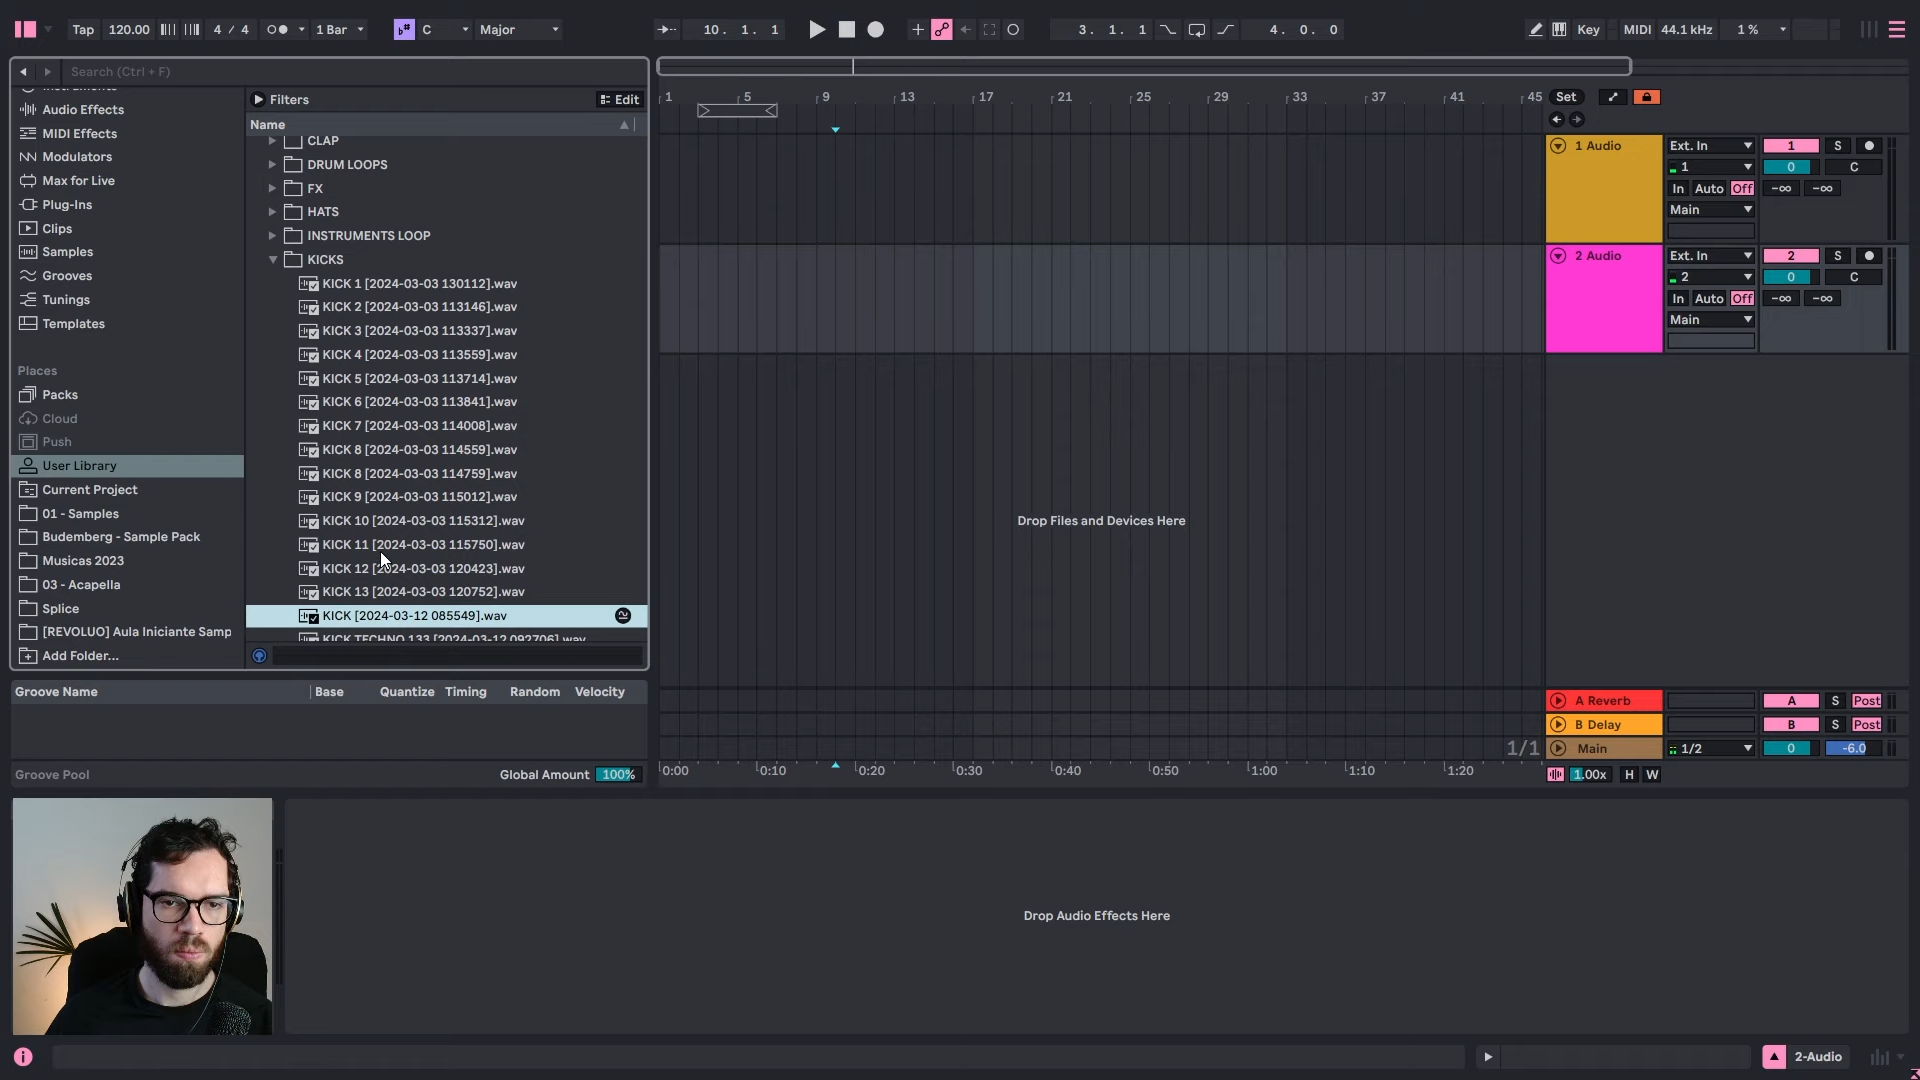 Tap 120.00 4 / 4 1 Bar C Major 10. 1. 1 3. 1. 1 4. 0. 0 Key MIDI 44.1 kHz 1 %
Search (Ctrl + F)
Audio Effects
MIDI Effects
Modulators
Max for Live
Plug-Ins
Clips
Samples
Grooves
Tunings
Templates
Places
Packs
Cloud
Push
User Library
Current Project
01 - Samples
Budemberg - Sample Pack
Musicas 2023
03 - Acapella
Splice
[REVOLUO] Aula Iniciante Samp
Add Folder...
Filters Edit
Name
CLAP
DRUM LOOPS
FX
HATS
INSTRUMENTS LOOP
KICKS
KICK 1 [2024-03-03 130112].wav
KICK 2 [2024-03-03 113146].wav
KICK 3 [2024-03-03 113337].wav
KICK 4 [2024-03-03 113559].wav
KICK 5 [2024-03-03 113714].wav
KICK 6 [2024-03-03 113841].wav
KICK 7 [2024-03-03 114008].wav
KICK 8 [2024-03-03 114559].wav
KICK 8 [2024-03-03 114759].wav
KICK 9 [2024-03-03 115012].wav
KICK 10 [2024-03-03 115312].wav
KICK 11 [2024-03-03 115750].wav
KICK 12 [2024-03-03 120423].wav
KICK 13 [2024-03-03 120752].wav
KICK [2024-03-12 085549].wav
KICK TECHNO 133 [2024-03-12 092706].wav
Groove Name Base Quantize Timing Random Velocity
Groove Pool Global Amount 100%
1 5 9 13 17 21 25 29 33 37 41 45 Set
1 Audio Ext. In 1 S
1 0 C
In Auto Off -∞ -∞
Main
2 Audio Ext. In 2 S
2 0 C
In Auto Off -∞ -∞
Main
Drop Files and Devices Here
A Reverb A S Post
B Delay B S Post
1/1 Main 1/2 0 -6.0
0:00 0:10 0:20 0:30 0:40 0:50 1:00 1:10 1:20 1.00x H W
Drop Audio Effects Here
2-Audio